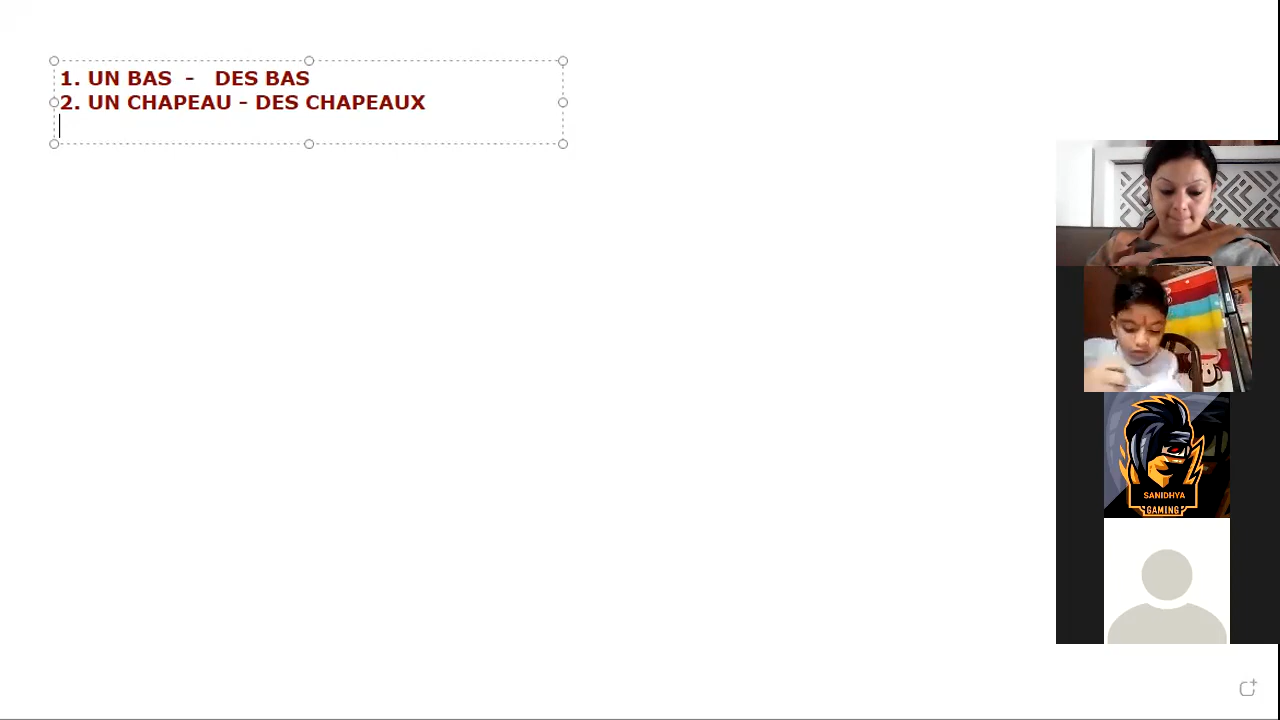 1. UN BAS  -   DES BAS
2. UN CHAPEAU - DES CHAPEAUX
SANIDHYA
GAMING